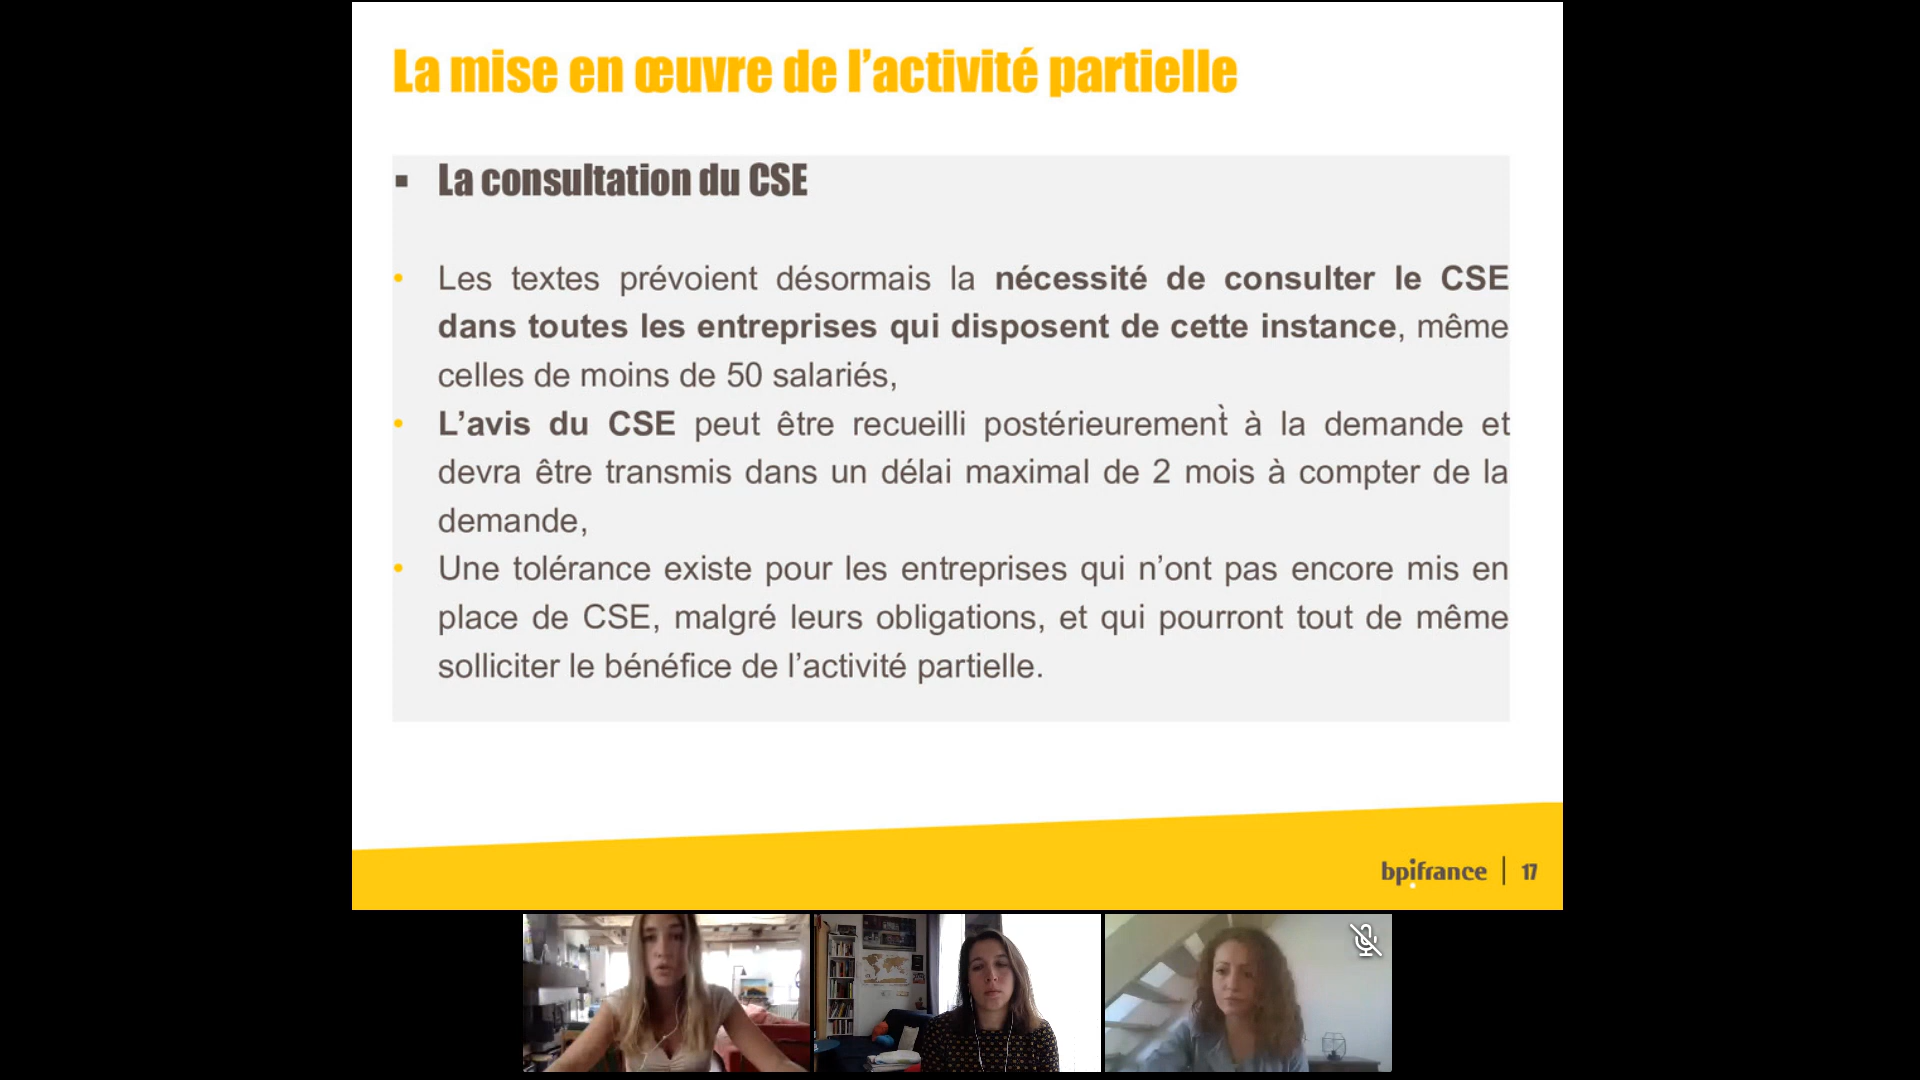 La mise en œuvre de l’activité partielle
▪ La consultation du CSE
• Les textes prévoient désormais la nécessité de consulter le CSE
dans toutes les entreprises qui disposent de cette instance, même
celles de moins de 50 salariés,
• L’avis du CSE peut être recueilli postérieurement̀ à la demande et
devra être transmis dans un délai maximal de 2 mois à compter de la
demande,
• Une tolérance existe pour les entreprises qui n’ont pas encore mis en
place de CSE, malgré leurs obligations, et qui pourront tout de même
solliciter le bénéfice de l’activité partielle.
bpifrance | 17